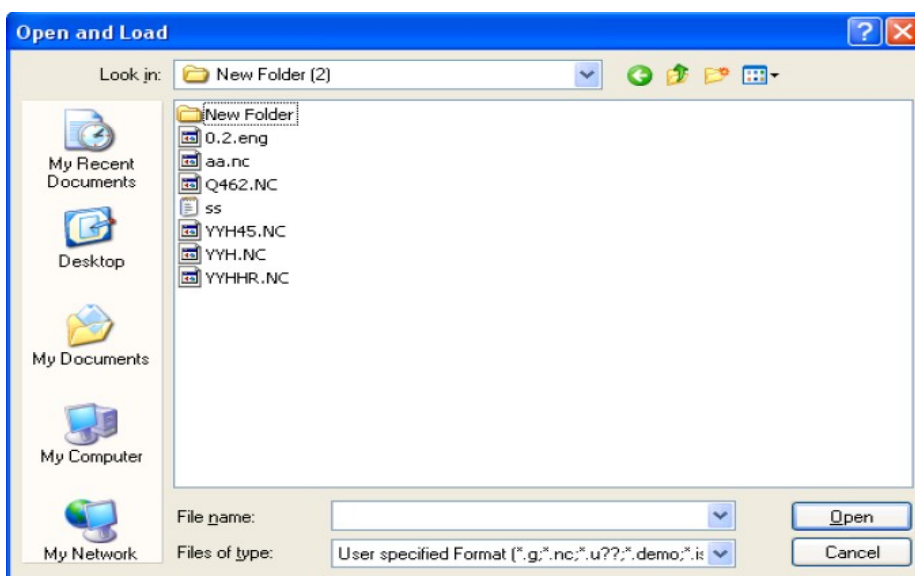 Open and Load
Look in: New Folder (2)
My Recent
Documents
Desktop
My Documents
My Computer
My Network
New Folder
0.2.eng
aa.nc
Q462.NC
ss
YYH45.NC
YYH.NC
YYHHR.NC
File name: Open
Files of type: User specified Format (*.g;*.nc;*.u??;*.demo;*.is Cancel